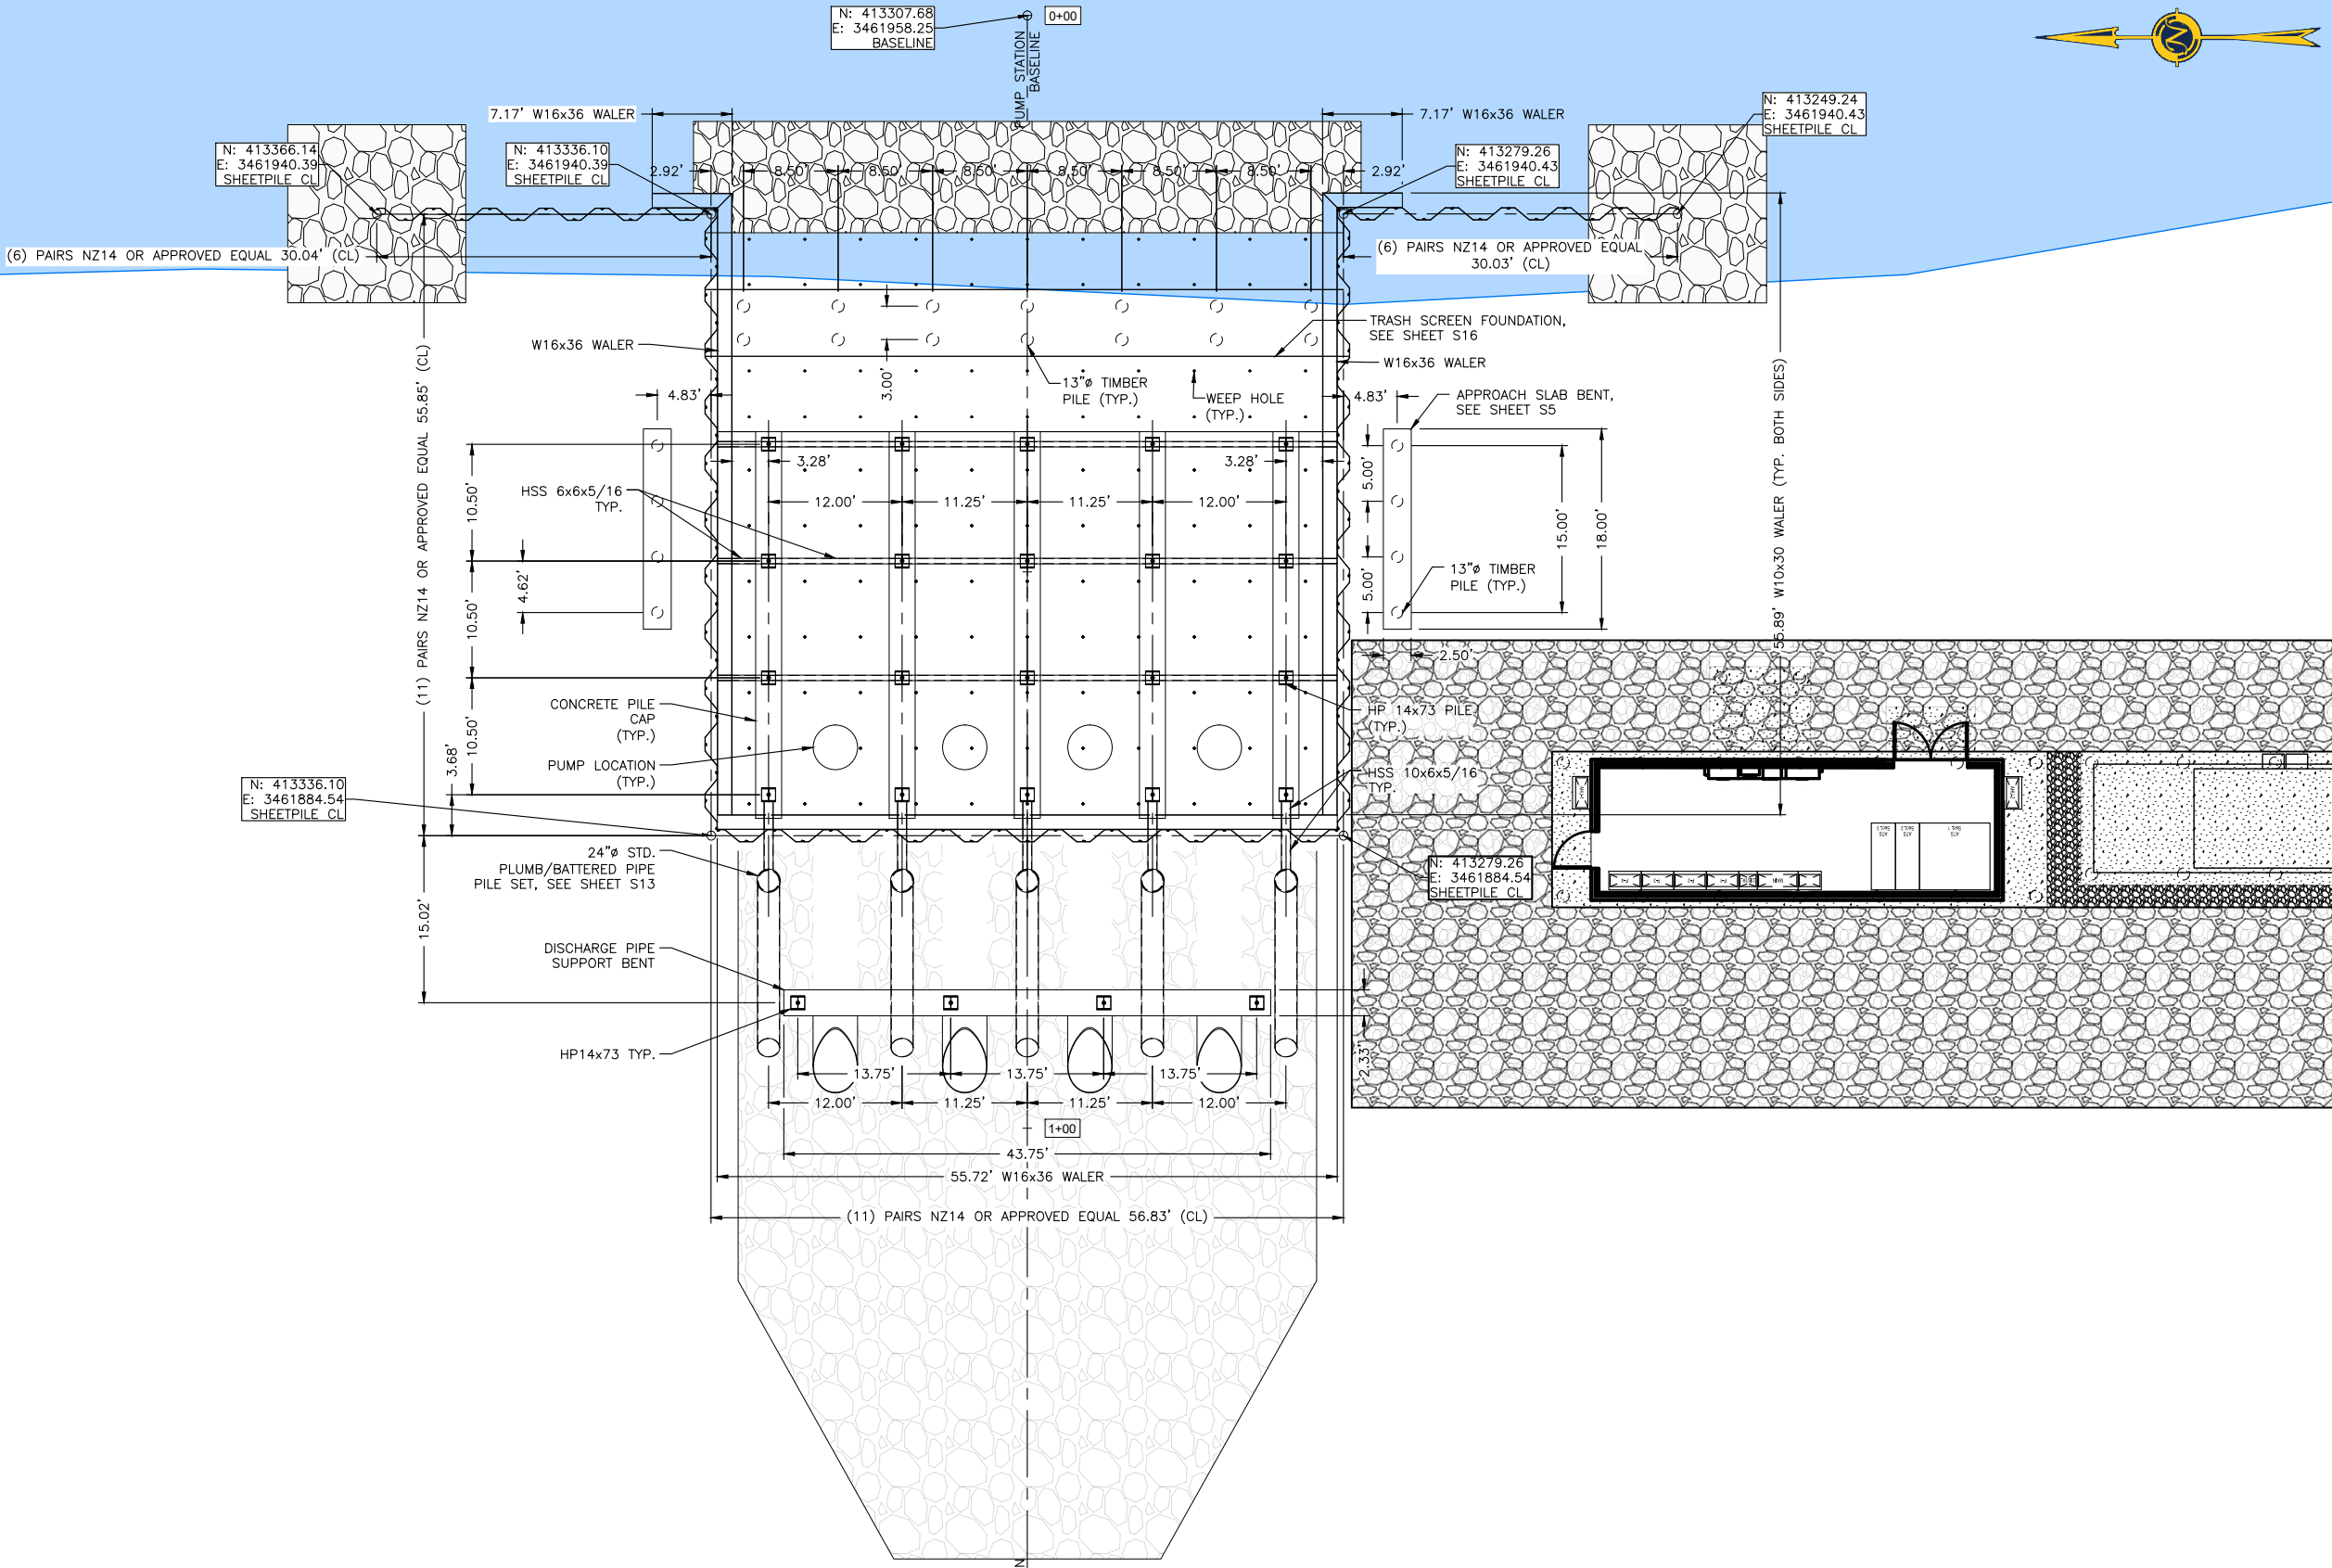 N: 413307.68
E: 3461958.25
BASELINE
0+00
PUMP STATION
BASELINE
N
7.17' W16x36 WALER
7.17' W16x36 WALER
N: 413249.24
E: 3461940.43
SHEETPILE CL
N: 413366.14
E: 3461940.39
SHEETPILE CL
N: 413336.10
E: 3461940.39
SHEETPILE CL
N: 413279.26
E: 3461940.43
SHEETPILE CL
2.92'
8.50'
8.50'
8.50'
8.50'
8.50'
8.50'
2.92'
(6) PAIRS NZ14 OR APPROVED EQUAL 30.04' (CL)
(6) PAIRS NZ14 OR APPROVED EQUAL
30.03' (CL)
W16x36 WALER
TRASH SCREEN FOUNDATION,
SEE SHEET S16
W16x36 WALER
3.00'
13"ø TIMBER
PILE (TYP.)
WEEP HOLE
(TYP.)
4.83'
4.83'
APPROACH SLAB BENT,
SEE SHEET S5
(11) PAIRS NZ14 OR APPROVED EQUAL 55.85' (CL)
55.89' W10x30 WALER (TYP. BOTH SIDES)
3.28'
3.28'
HSS 6x6x5/16
TYP.
12.00'
11.25'
11.25'
12.00'
10.50'
10.50'
10.50'
4.62'
3.68'
5.00'
5.00'
15.00'
18.00'
13"ø TIMBER
PILE (TYP.)
2.50'
CONCRETE PILE
CAP
(TYP.)
HP 14x73 PILE
(TYP.)
PUMP LOCATION
(TYP.)
HSS 10x6x5/16
TYP.
N: 413336.10
E: 3461884.54
SHEETPILE CL
N: 413279.26
E: 3461884.54
SHEETPILE CL
24"ø STD.
PLUMB/BATTERED PIPE
PILE SET, SEE SHEET S13
15.02'
DISCHARGE PIPE
SUPPORT BENT
HP14x73 TYP.
2.33'
13.75'
13.75'
13.75'
12.00'
11.25'
11.25'
12.00'
1+00
43.75'
55.72' W16x36 WALER
(11) PAIRS NZ14 OR APPROVED EQUAL 56.83' (CL)
N